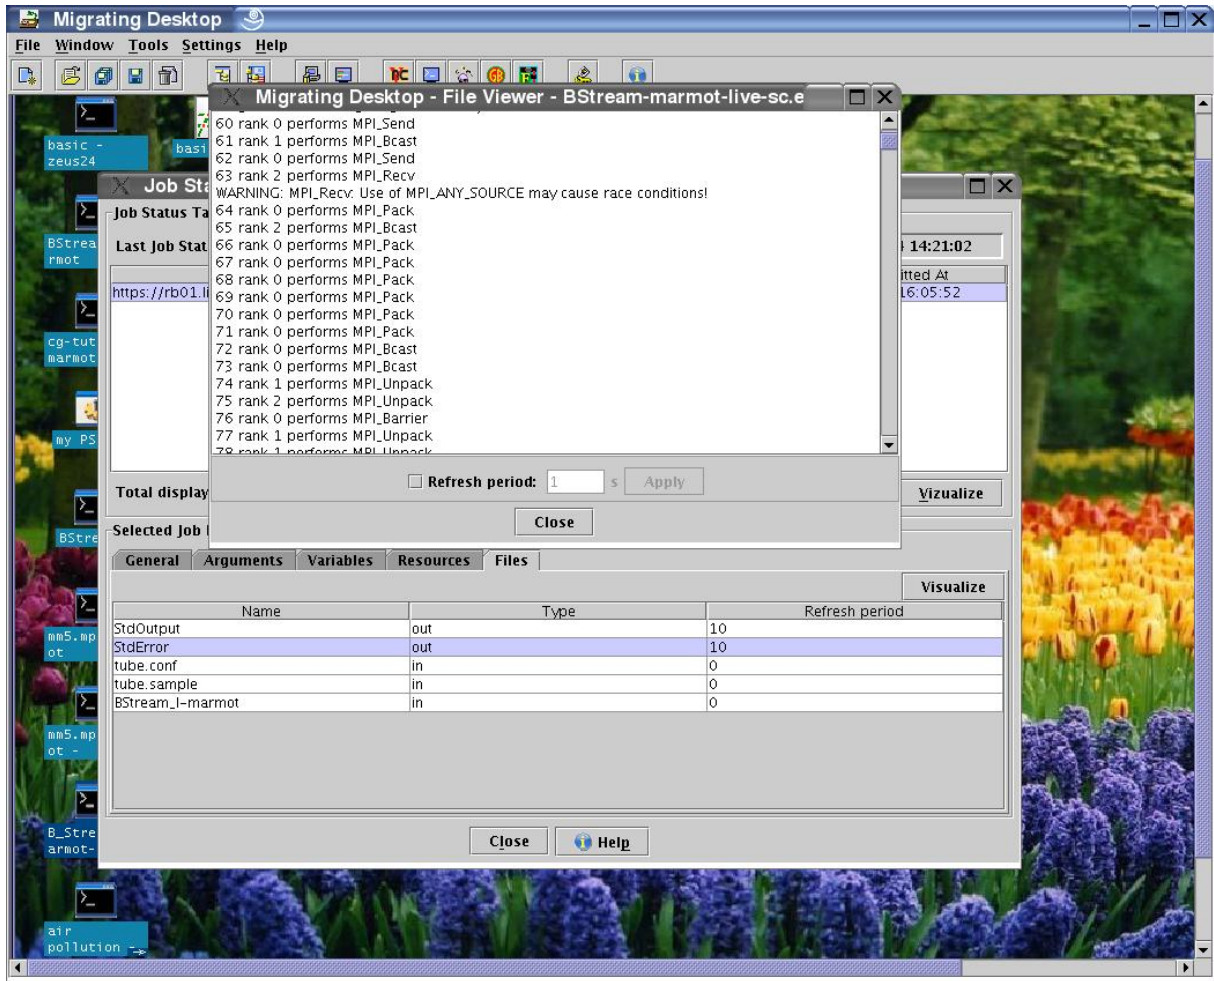 Migrating Desktop
File Window Tools Settings Help
basic -
zeus24
BStrea
rmot
cg-tut
marmot
my PS
BStre
mm5.mp
ot
mm5.mp
ot -
B_Stre
armot-
air
pollution -
Migrating Desktop - File Viewer - BStream-marmot-live-sc.e
60 rank 0 performs MPI_Send
61 rank 1 performs MPI_Bcast
62 rank 0 performs MPI_Send
63 rank 2 performs MPI_Recv
WARNING: MPI_Recv: Use of MPI_ANY_SOURCE may cause race conditions!
64 rank 0 performs MPI_Pack
65 rank 2 performs MPI_Bcast
66 rank 0 performs MPI_Pack
67 rank 0 performs MPI_Pack
68 rank 0 performs MPI_Pack
69 rank 0 performs MPI_Pack
70 rank 0 performs MPI_Pack
71 rank 0 performs MPI_Pack
72 rank 0 performs MPI_Bcast
73 rank 0 performs MPI_Bcast
74 rank 1 performs MPI_Unpack
75 rank 2 performs MPI_Unpack
76 rank 0 performs MPI_Barrier
77 rank 1 performs MPI_Unpack
78 rank 1 performs MPI_Unpack
Refresh period: 1 s Apply
Close
Job Sta
Job Status Ta
Last Job Stat
14:21:02
itted At
https://rb01.li
16:05:52
Total display
Vizualize
Selected Job
General Arguments Variables Resources Files
Visualize
Name Type Refresh period
StdOutput out 10
StdError out 10
tube.conf in 0
tube.sample in 0
BStream_I-marmot in 0
Close Help